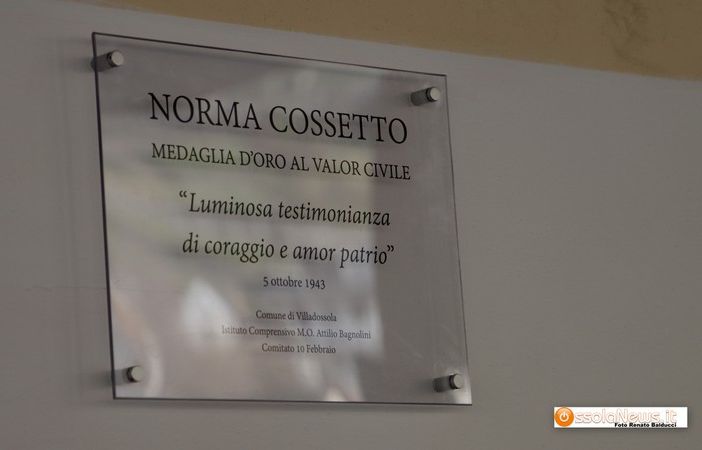 NORMA COSSETTO
MEDAGLIA D'ORO AL VALOR CIVILE
“Luminosa testimonianza
di coraggio e amor patrio”
5 ottobre 1943
Comune di Villadossola
Istituto Comprensivo M.O. Attilio Bagnolini
Comitato 10 Febbraio
OssolaNews.it
Foto Renato Balducci